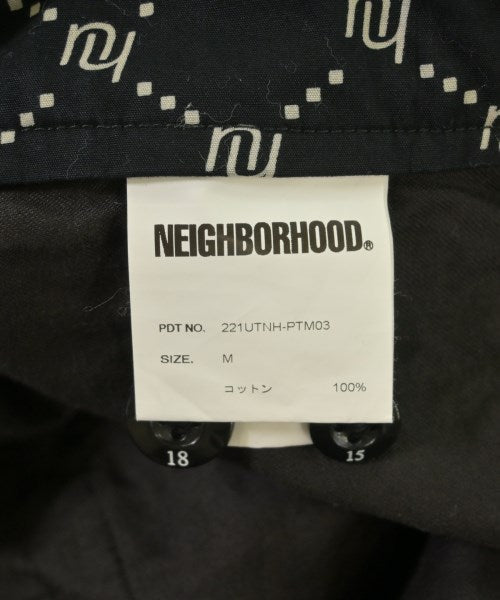 NEIGHBORHOOD®
PDT NO. 221UTNH-PTM03
SIZE. M
コットン 100%
18 15